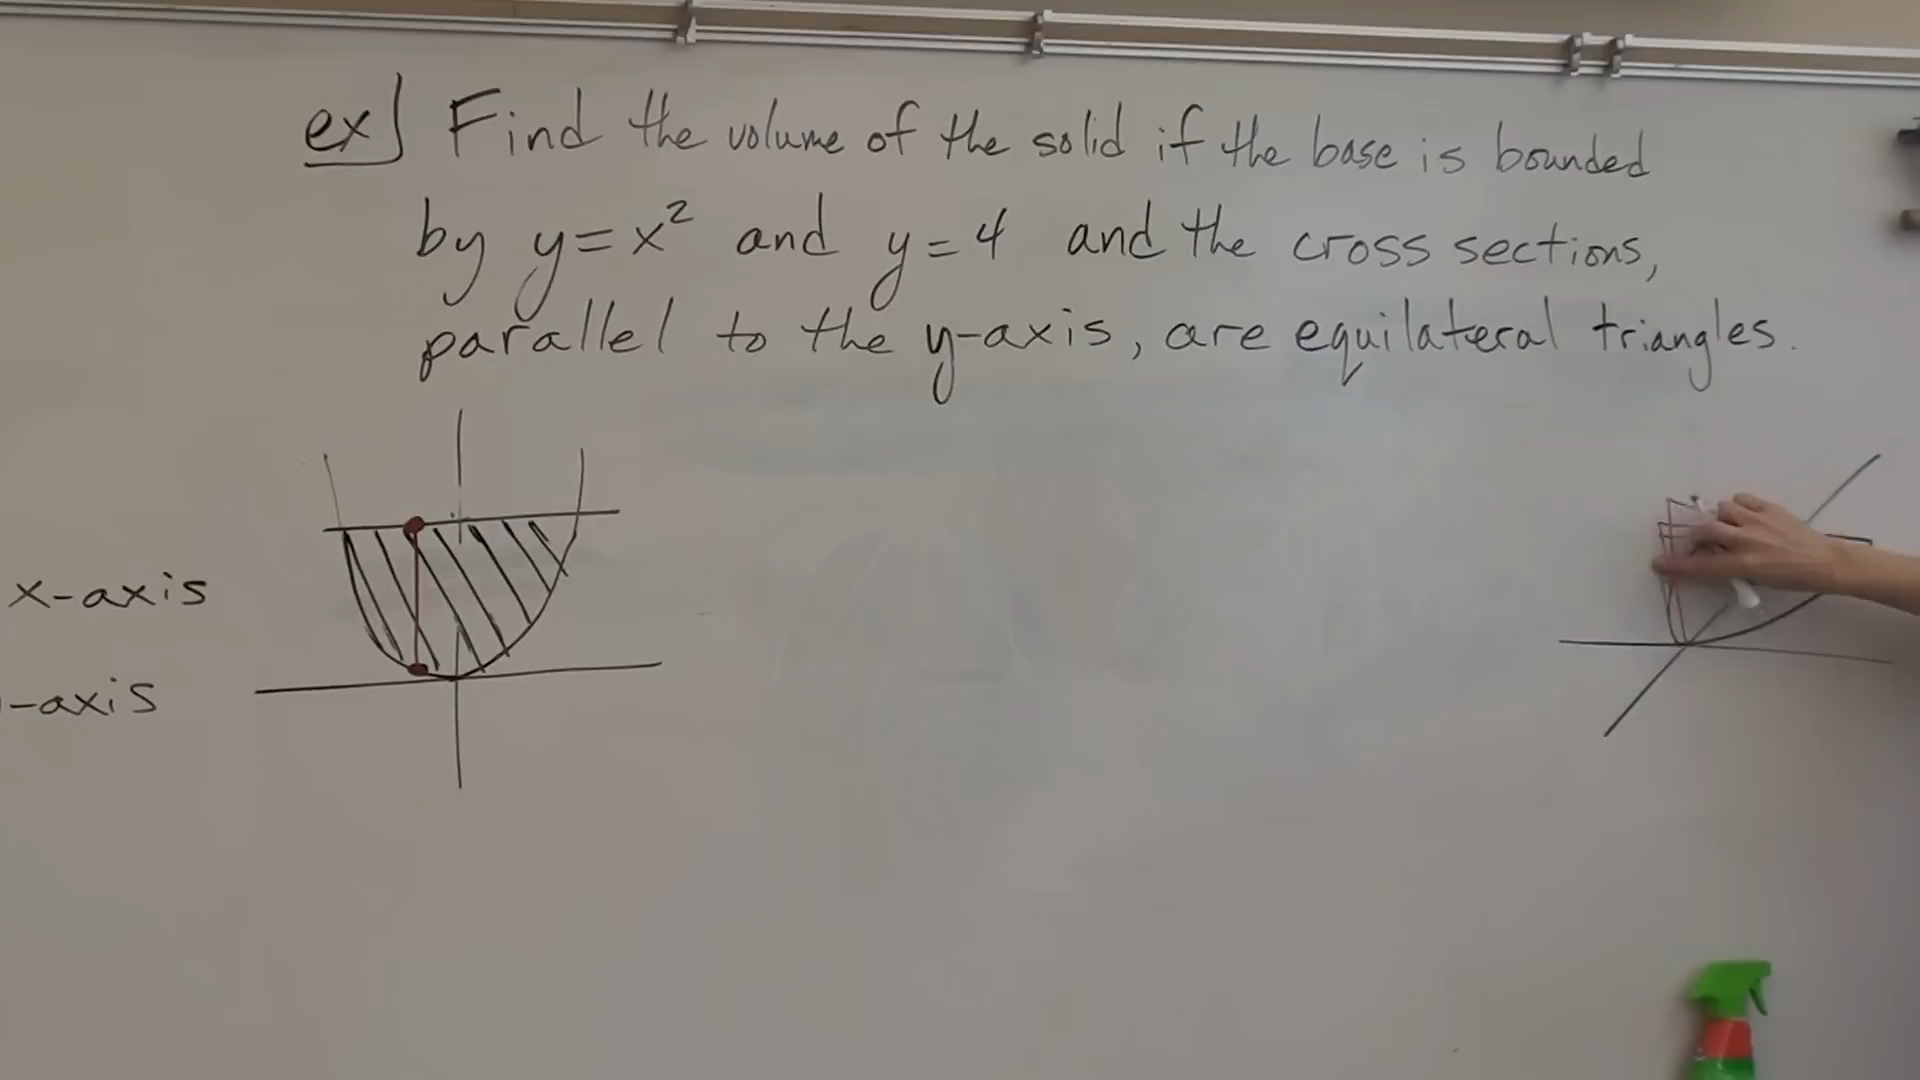 ex] Find the volume of the solid if the base is bounded
by y=x² and y=4 and the cross sections,
parallel to the y-axis, are equilateral triangles.
x-axis
-axis